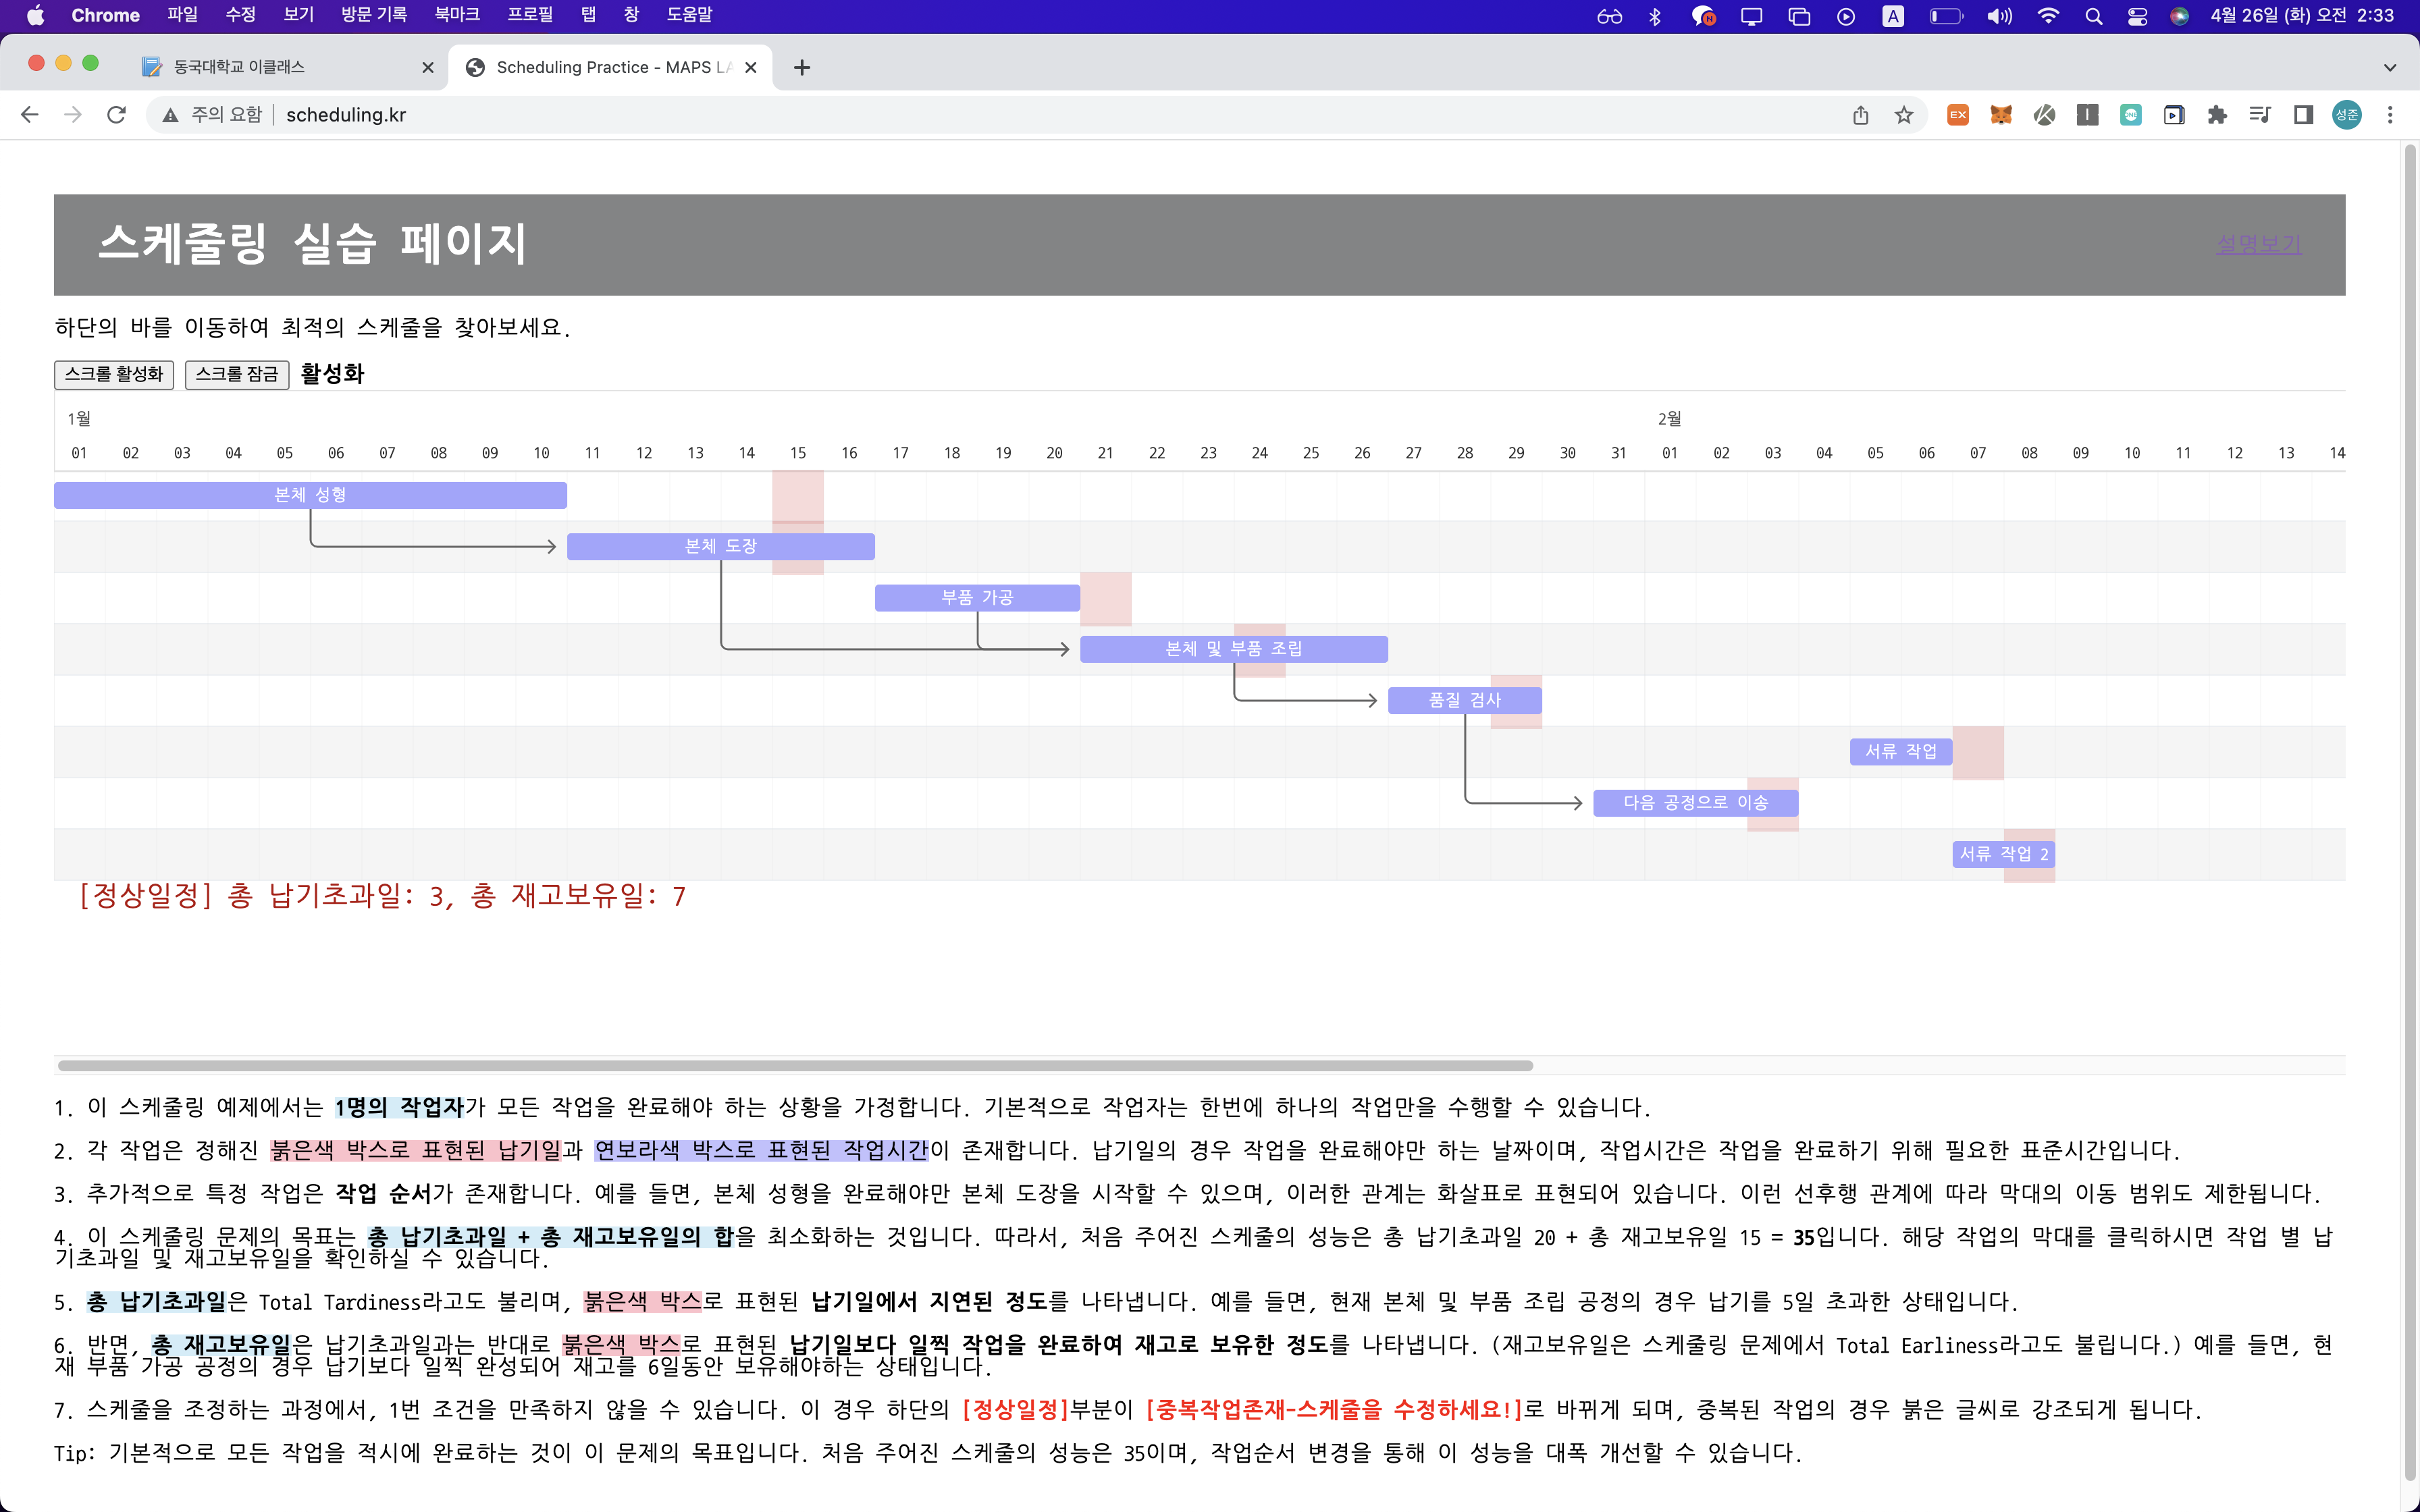 Chrome 파일 수정 보기 방문 기록 북마크 프로필 탭 창 도움말 A 4월 26일 (화) 오전 2:33
동국대학교 이클래스 Scheduling Practice - MAPS LA
주의 요함 scheduling.kr EX 성준
스케줄링 실습 페이지 설명보기
하단의 바를 이동하여 최적의 스케줄을 찾아보세요.
스크롤 활성화 스크롤 잠금 활성화
1월 2월
01 02 03 04 05 06 07 08 09 10 11 12 13 14 15 16 17 18 19 20 21 22 23 24 25 26 27 28 29 30 31 01 02 03 04 05 06 07 08 09 10 11 12 13 14
본체 성형
본체 도장
부품 가공
본체 및 부품 조립
품질 검사
서류 작업
다음 공정으로 이송
서류 작업 2
[정상일정] 총 납기초과일: 3, 총 재고보유일: 7
1. 이 스케줄링 예제에서는 1명의 작업자가 모든 작업을 완료해야 하는 상황을 가정합니다. 기본적으로 작업자는 한번에 하나의 작업만을 수행할 수 있습니다.
2. 각 작업은 정해진 붉은색 박스로 표현된 납기일과 연보라색 박스로 표현된 작업시간이 존재합니다. 납기일의 경우 작업을 완료해야만 하는 날짜이며, 작업시간은 작업을 완료하기 위해 필요한 표준시간입니다.
3. 추가적으로 특정 작업은 작업 순서가 존재합니다. 예를 들면, 본체 성형을 완료해야만 본체 도장을 시작할 수 있으며, 이러한 관계는 화살표로 표현되어 있습니다. 이런 선후행 관계에 따라 막대의 이동 범위도 제한됩니다.
4. 이 스케줄링 문제의 목표는 총 납기초과일 + 총 재고보유일의 합을 최소화하는 것입니다. 따라서, 처음 주어진 스케줄의 성능은 총 납기초과일 20 + 총 재고보유일 15 = 35입니다. 해당 작업의 막대를 클릭하시면 작업 별 납
기초과일 및 재고보유일을 확인하실 수 있습니다.
5. 총 납기초과일은 Total Tardiness라고도 불리며, 붉은색 박스로 표현된 납기일에서 지연된 정도를 나타냅니다. 예를 들면, 현재 본체 및 부품 조립 공정의 경우 납기를 5일 초과한 상태입니다.
6. 반면, 총 재고보유일은 납기초과일과는 반대로 붉은색 박스로 표현된 납기일보다 일찍 작업을 완료하여 재고로 보유한 정도를 나타냅니다. (재고보유일은 스케줄링 문제에서 Total Earliness라고도 불립니다.) 예를 들면, 현
재 부품 가공 공정의 경우 납기보다 일찍 완성되어 재고를 6일동안 보유해야하는 상태입니다.
7. 스케줄을 조정하는 과정에서, 1번 조건을 만족하지 않을 수 있습니다. 이 경우 하단의 [정상일정]부분이 [중복작업존재-스케줄을 수정하세요!]로 바뀌게 되며, 중복된 작업의 경우 붉은 글씨로 강조되게 됩니다.
Tip: 기본적으로 모든 작업을 적시에 완료하는 것이 이 문제의 목표입니다. 처음 주어진 스케줄의 성능은 35이며, 작업순서 변경을 통해 이 성능을 대폭 개선할 수 있습니다.